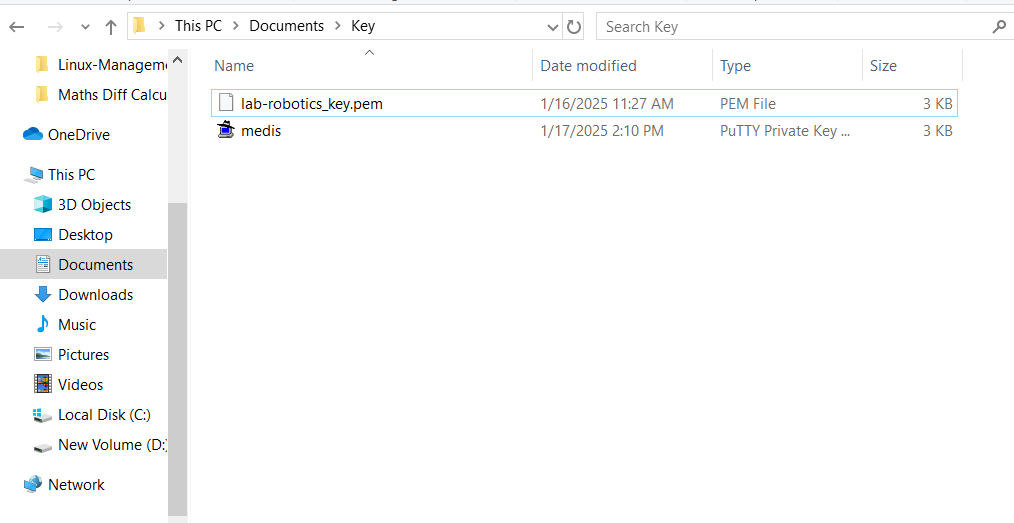 This PC > Documents > Key
Search Key
Linux-Manageme
Maths Diff Calcu
OneDrive
This PC
3D Objects
Desktop
Documents
Downloads
Music
Pictures
Videos
Local Disk (C:)
New Volume (D:)
Network
Name Date modified Type Size
lab-robotics_key.pem 1/16/2025 11:27 AM PEM File 3 KB
medis 1/17/2025 2:10 PM PuTTY Private Key ... 3 KB